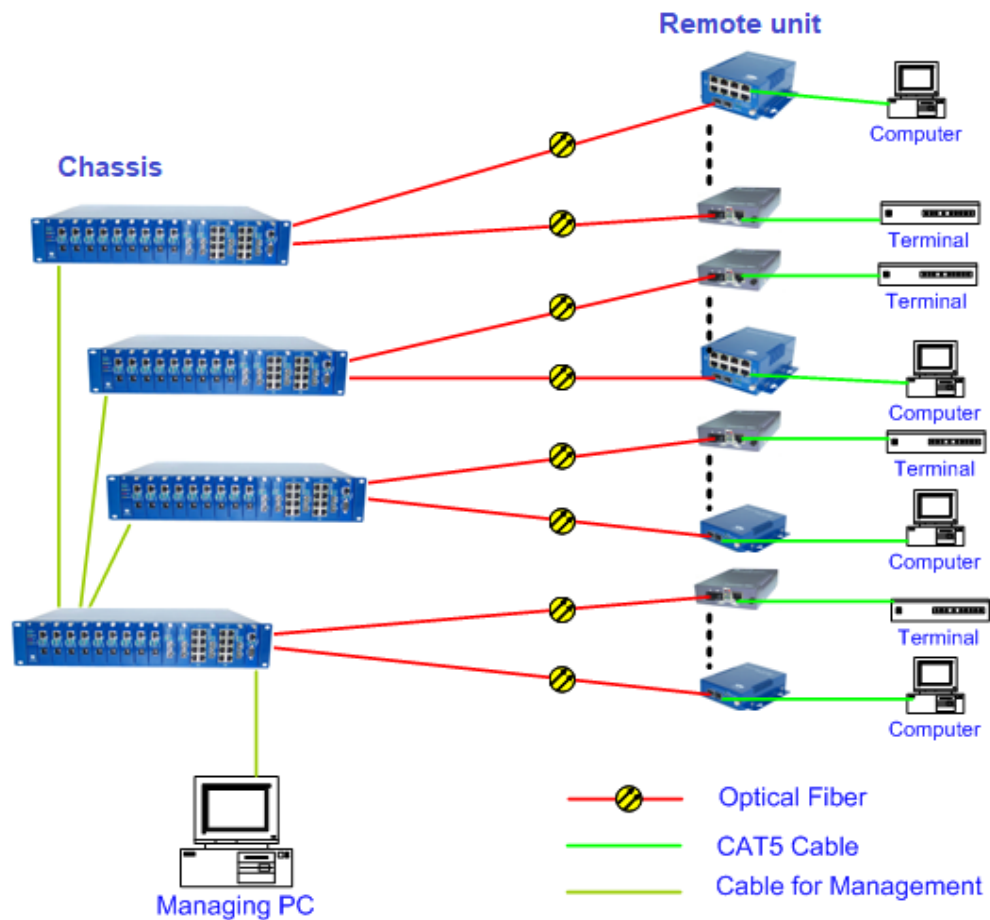 Remote unit
Computer
Chassis
Terminal
Terminal
Computer
Terminal
Computer
Terminal
Computer
Optical Fiber
CAT5 Cable
Cable for Management
Managing PC